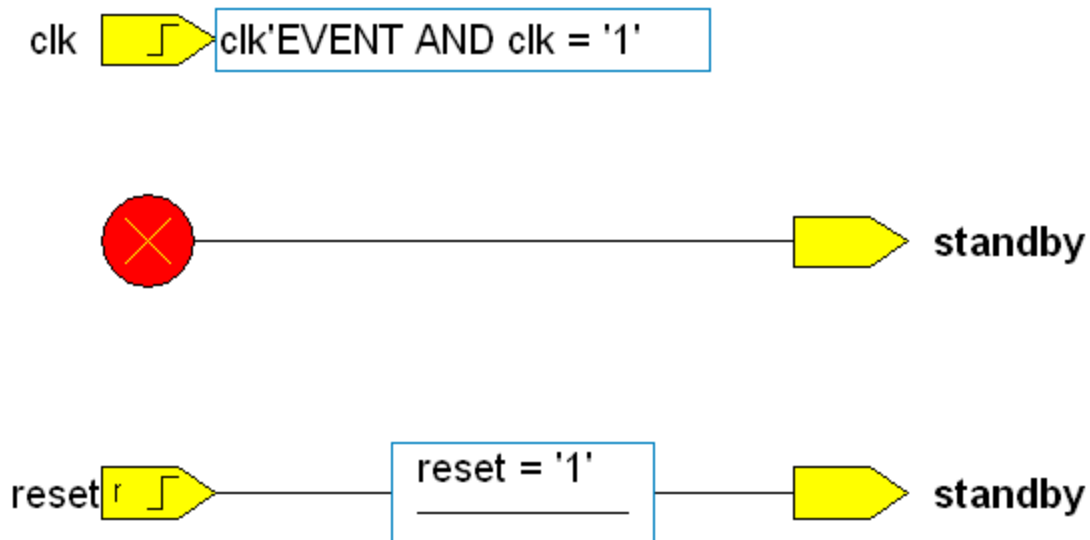 clk clk'EVENT AND clk = '1'
standby
reset r reset = '1' standby